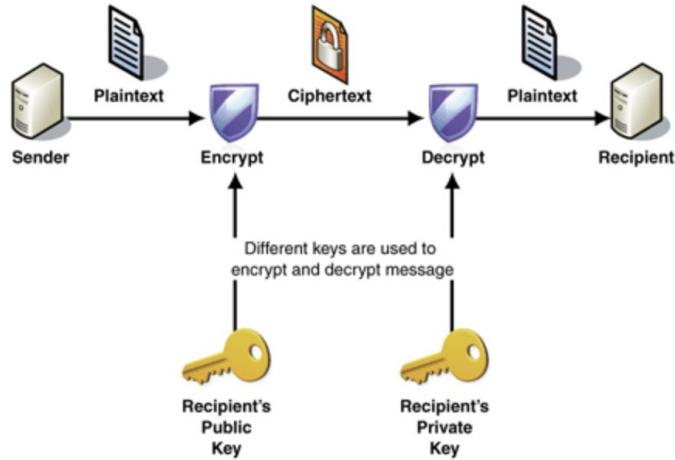 Plaintext
Ciphertext
Plaintext
Sender
Encrypt
Decrypt
Recipient
Different keys are used to
encrypt and decrypt message
Recipient's
Public
Key
Recipient's
Private
Key